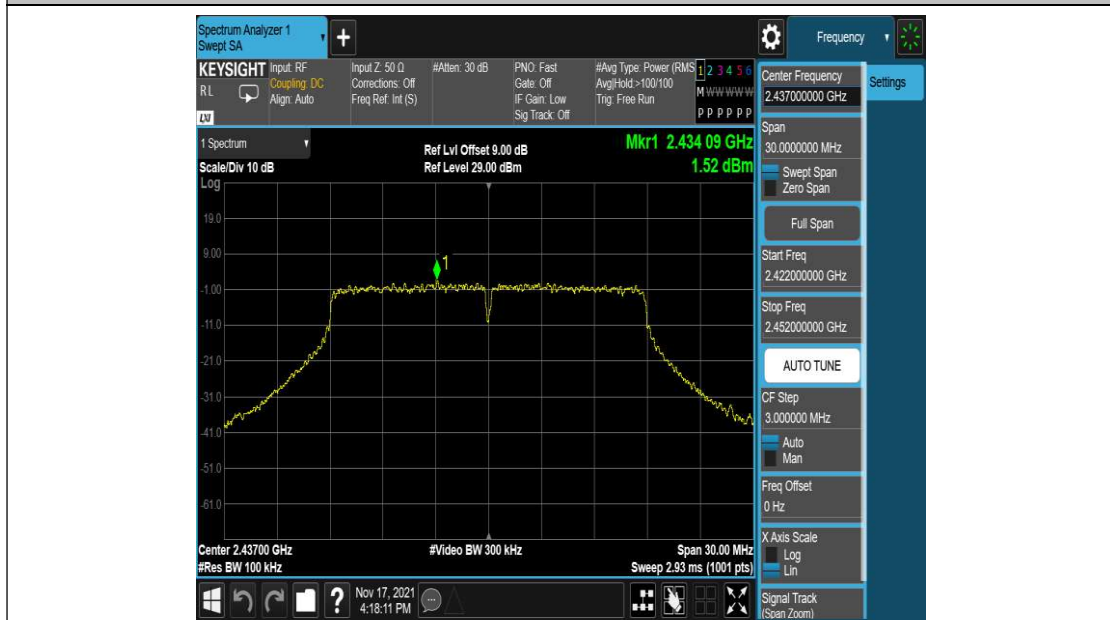 Spectrum Analyzer 1
Swept SA
+
Frequency
KEYSIGHT
RL
LXI
Input: RF
Coupling: DC
Align: Auto
Input Z: 50 Ω
Corrections: Off
Freq Ref: Int (S)
#Atten: 30 dB
PNO: Fast
Gate: Off
IF Gain: Low
Sig Track: Off
#Avg Type: Power (RMS
Avg|Hold:>100/100
Trig: Free Run
1 2 3 4 5 6
M W W W W W
P P P P P P
1 Spectrum
Scale/Div 10 dB
Log
Ref Lvl Offset 9.00 dB
Ref Level 29.00 dBm
Mkr1 2.434 09 GHz
1.52 dBm
19.0
9.00
-1.00
-11.0
-21.0
-31.0
-41.0
-51.0
-61.0
1
Center 2.43700 GHz
#Res BW 100 kHz
#Video BW 300 kHz
Span 30.00 MHz
Sweep 2.93 ms (1001 pts)
Center Frequency
2.437000000 GHz
Settings
Span
30.0000000 MHz
Swept Span
Zero Span
Full Span
Start Freq
2.422000000 GHz
Stop Freq
2.452000000 GHz
AUTO TUNE
CF Step
3.000000 MHz
Auto
Man
Freq Offset
0 Hz
X Axis Scale
Log
Lin
Signal Track
(Span Zoom)
?
Nov 17, 2021
4:18:11 PM